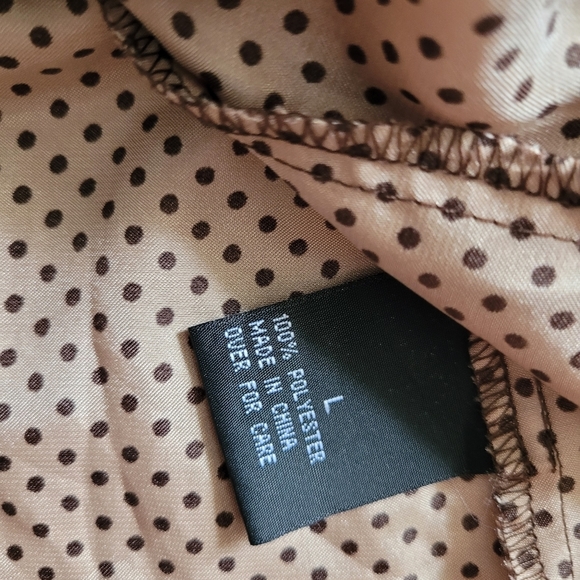 L
100% POLYESTER
MADE IN CHINA
OVER FOR CARE